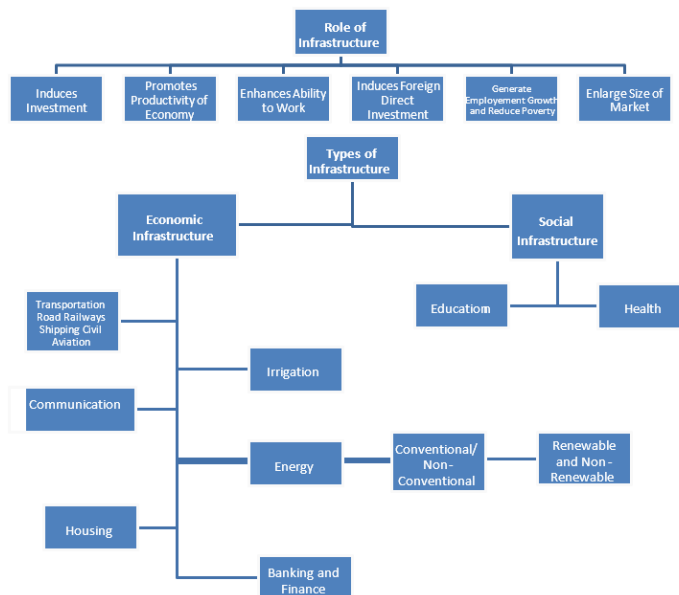 Role of
Infrastructure
Induces
Investment
Promotes
Productivity of
Economy
Enhances Ability
to Work
Induces Foreign
Direct
Investment
Generate
Employement Growth
and Reduce Poverty
Enlarge Size of
Market
Types of
Infrastructure
Economic
Infrastructure
Social
Infrastructure
Transportation
Road Railways
Shipping Civil
Aviation
Education
Health
Irrigation
Communication
Energy
Conventional/
Non-
Conventional
Renewable
and Non-
Renewable
Housing
Banking and
Finance